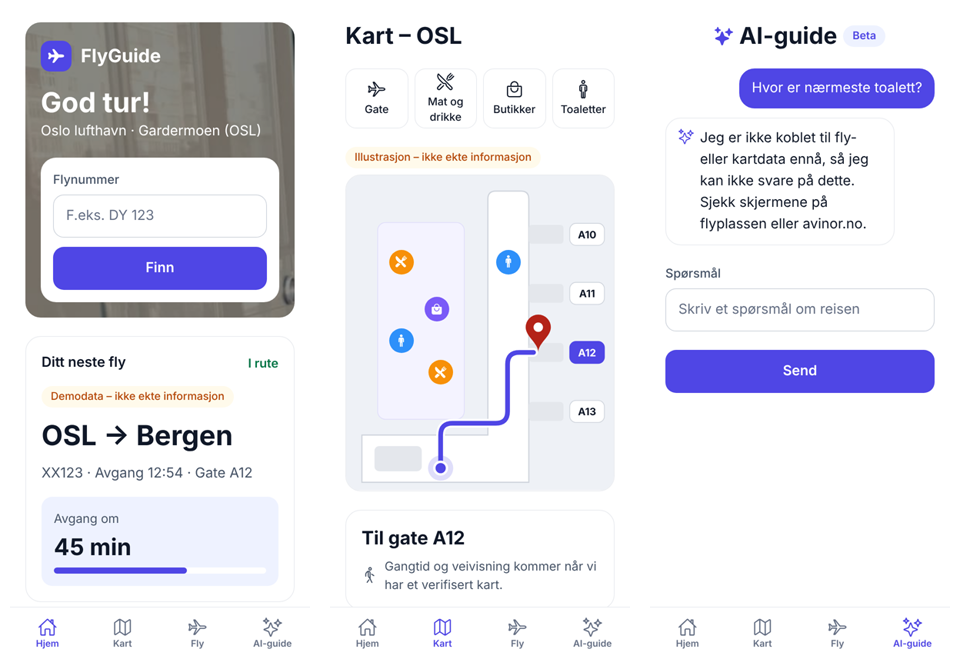 FlyGuide
God tur!
Oslo lufthavn · Gardermoen (OSL)
Flynummer
F.eks. DY 123
Finn
Ditt neste fly
I rute
Demodata – ikke ekte informasjon
OSL → Bergen
XX123 · Avgang 12:54 · Gate A12
Avgang om
45 min
Hjem
Kart
Fly
AI-guide
Kart – OSL
Gate
Mat og
drikke
Butikker
Toaletter
Illustrasjon – ikke ekte informasjon
A10
A11
A12
A13
Til gate A12
Gangtid og veivisning kommer når vi
har et verifisert kart.
Hjem
Kart
Fly
AI-guide
AI-guide
Beta
Hvor er nærmeste toalett?
Jeg er ikke koblet til fly-
eller kartdata ennå, så jeg
kan ikke svare på dette.
Sjekk skjermene på
flyplassen eller avinor.no.
Spørsmål
Skriv et spørsmål om reisen
Send
Hjem
Kart
Fly
AI-guide